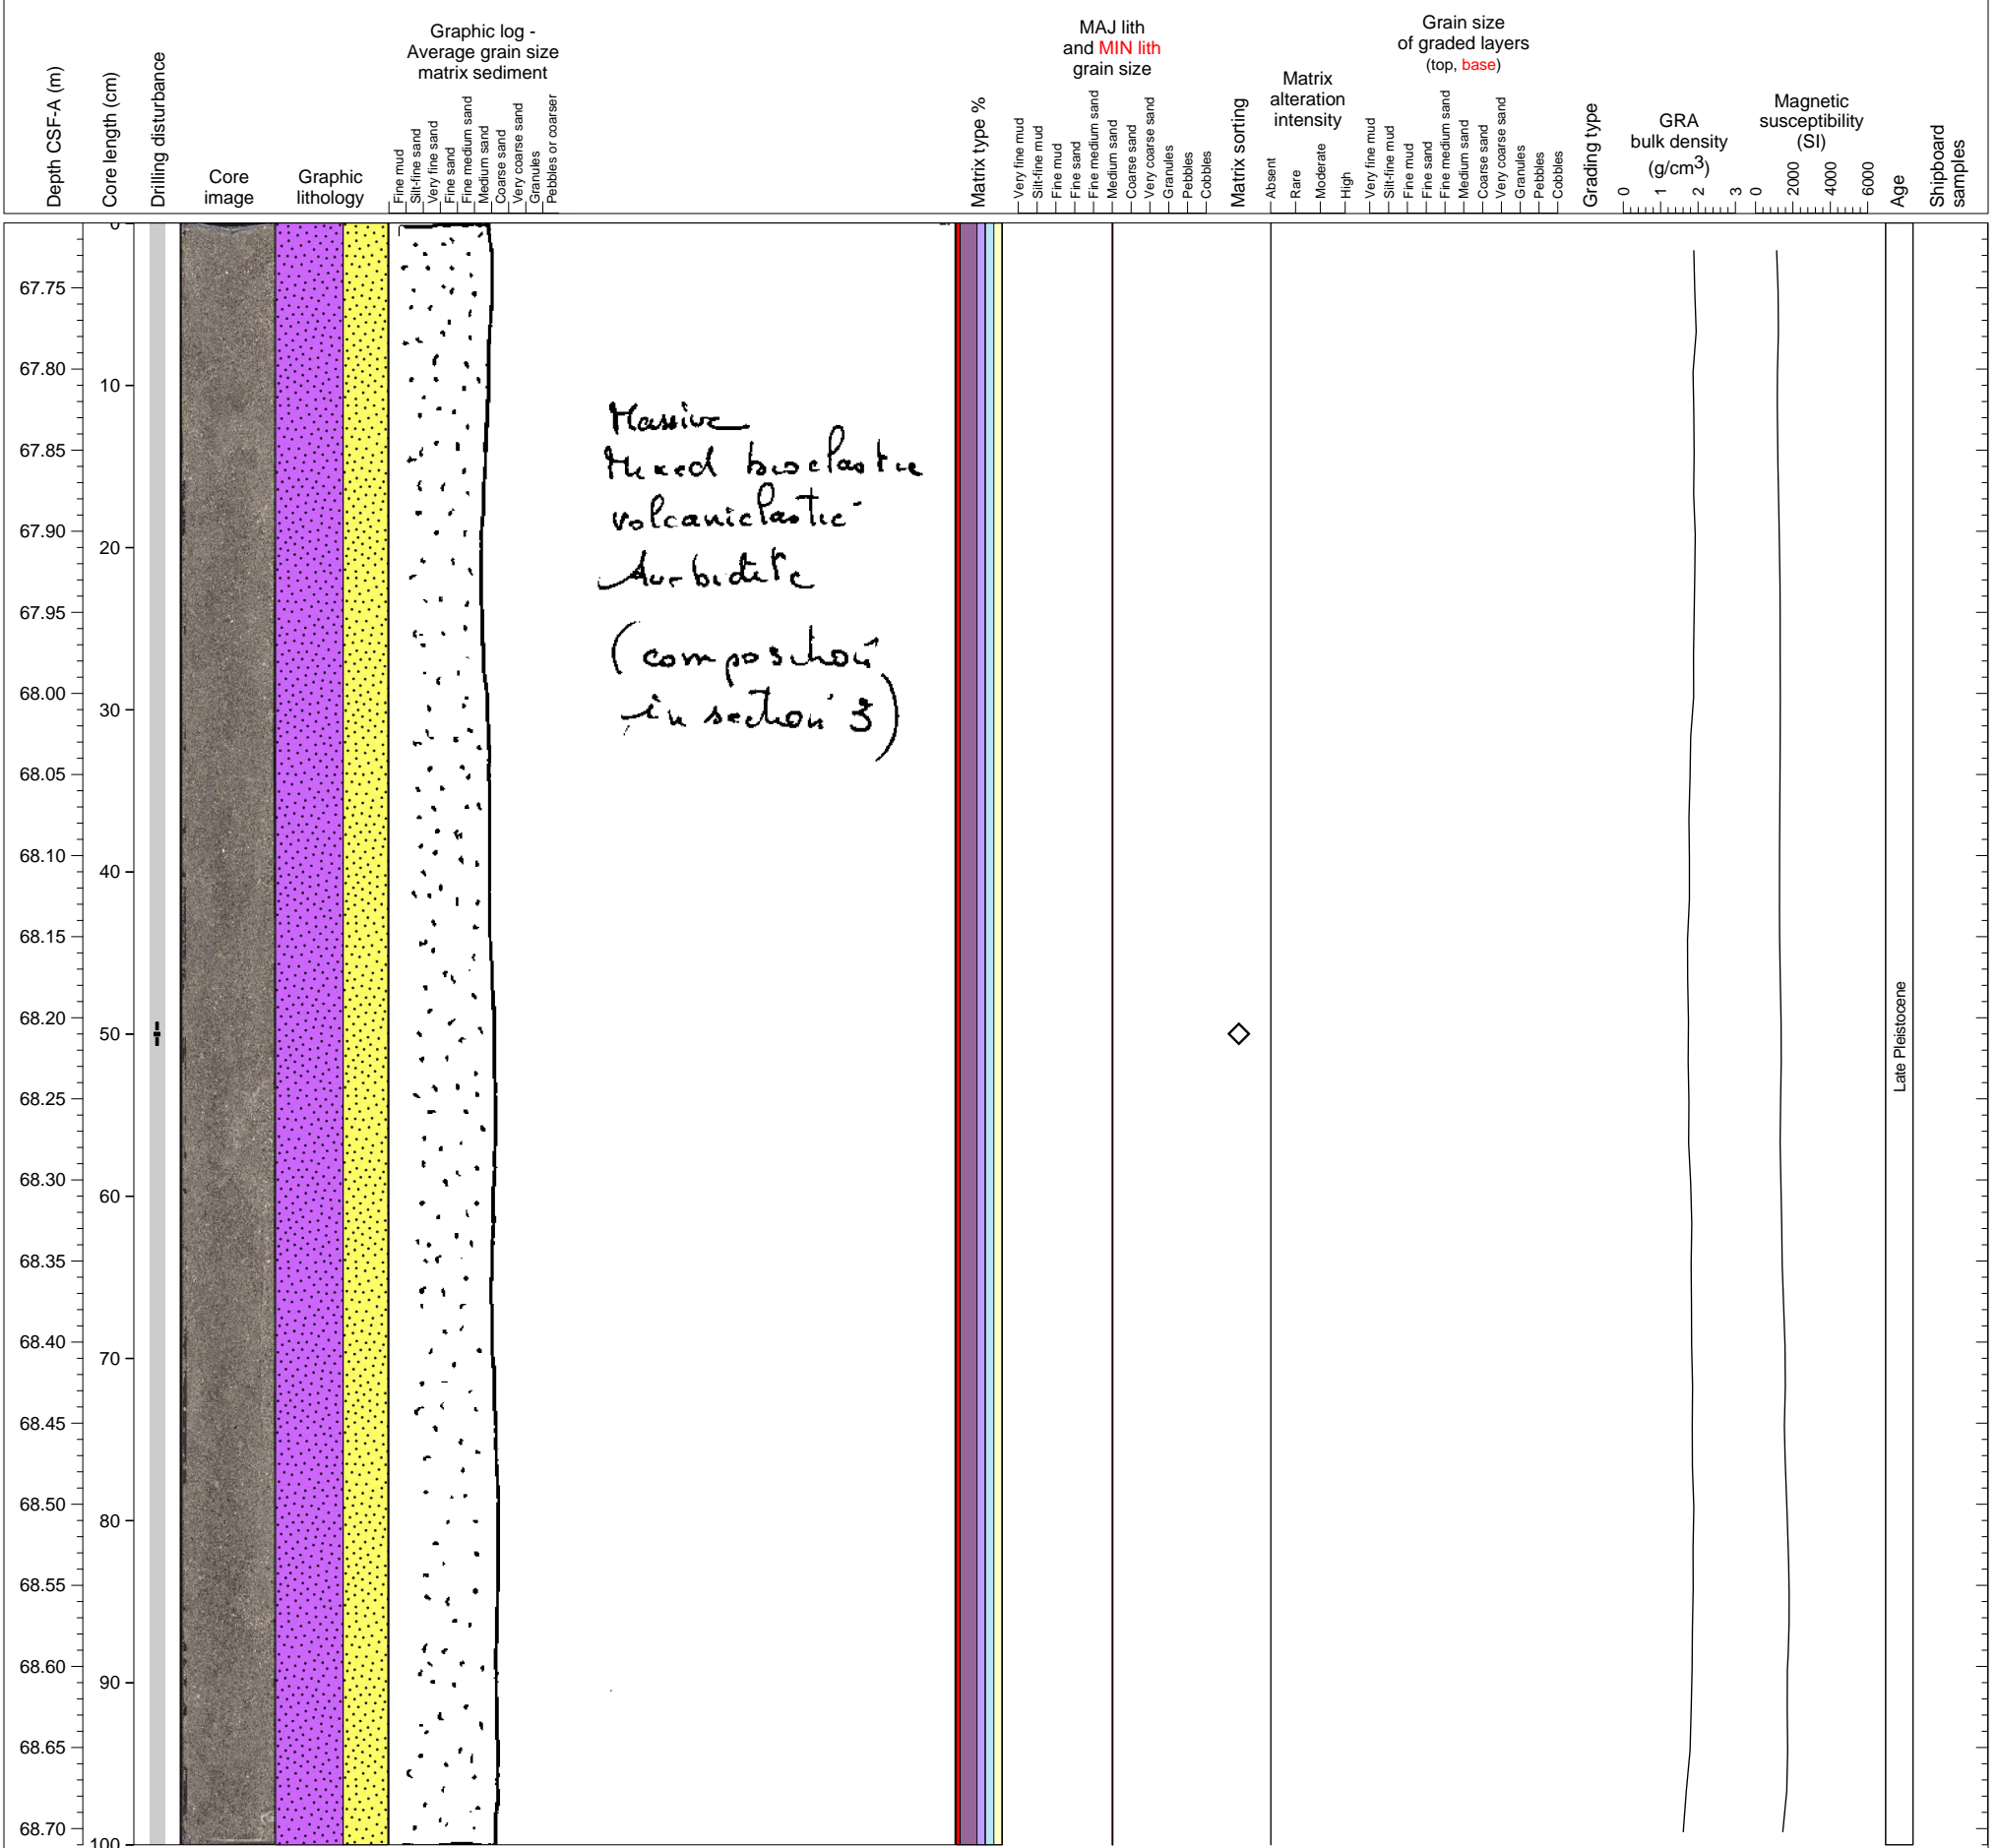 Depth CSF-A (m)
Core length (cm)
Drilling disturbance
Core
image
Graphic
lithology
Graphic log -
Average grain size
matrix sediment
Fine mud
Silt-fine sand
Very fine sand
Fine sand
Fine medium sand
Medium sand
Coarse sand
Very coarse sand
Granules
Pebbles or coarser
Matrix type %
MAJ lith
and MIN lith
grain size
Very fine mud
Silt-fine mud
Fine mud
Fine sand
Fine medium sand
Medium sand
Coarse sand
Very coarse sand
Granules
Pebbles
Cobbles
Matrix sorting
Matrix
alteration
intensity
Absent
Rare
Moderate
High
Grain size
of graded layers
(top, base)
Very fine mud
Silt-fine mud
Fine mud
Fine sand
Fine medium sand
Medium sand
Coarse sand
Very coarse sand
Granules
Pebbles
Cobbles
Grading type
GRA
bulk density
(g/cm3)
0 1 2 3
Magnetic
susceptibility
(SI)
0 2000 4000 6000
Age
Shipboard
samples
67.75
67.80
67.85
67.90
67.95
68.00
68.05
68.10
68.15
68.20
68.25
68.30
68.35
68.40
68.45
68.50
68.55
68.60
68.65
68.70
0
10
20
30
40
50
60
70
80
90
100
Massive
Mixed bioclastic
volcaniclastic
turbidite
(composition
in section 3)
Late Pleistocene